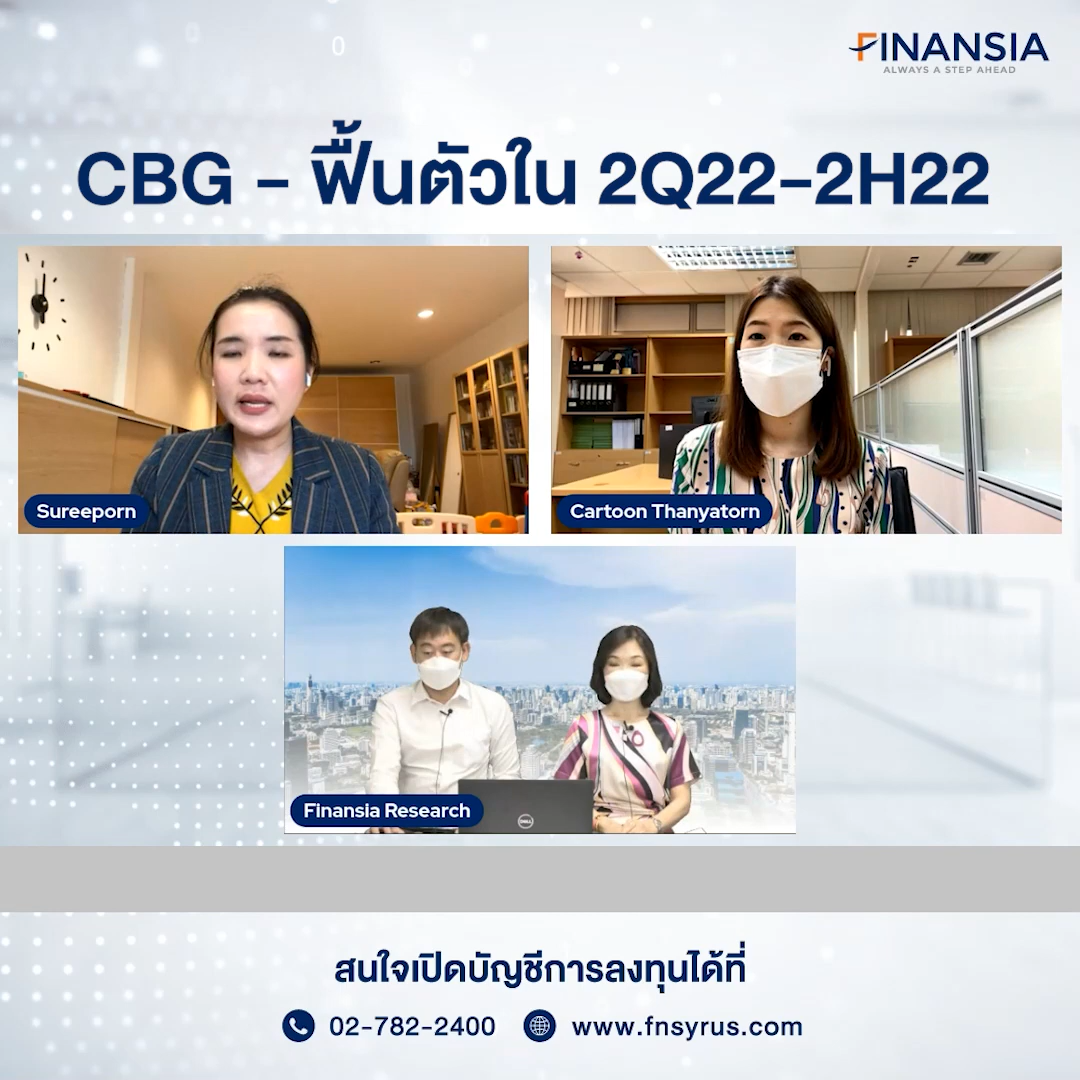 FINANSIA
ALWAYS A STEP AHEAD
CBG - ฟื้นตัวใน 2Q22-2H22
Sureeporn
Cartoon Thanyatorn
Finansia Research
DELL
สนใจเปิดบัญชีการลงทุนได้ที่
02-782-2400 www.fnsyrus.com